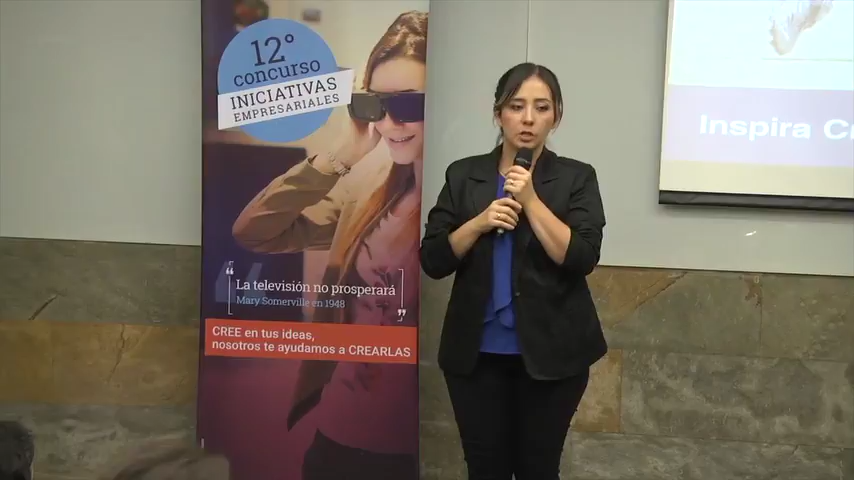 12°
concurso
INICIATIVAS
EMPRESARIALES
“
La televisión no prosperará
Mary Somerville en 1948
”
CREE en tus ideas,
nosotros te ayudamos a CREARLAS
Inspira